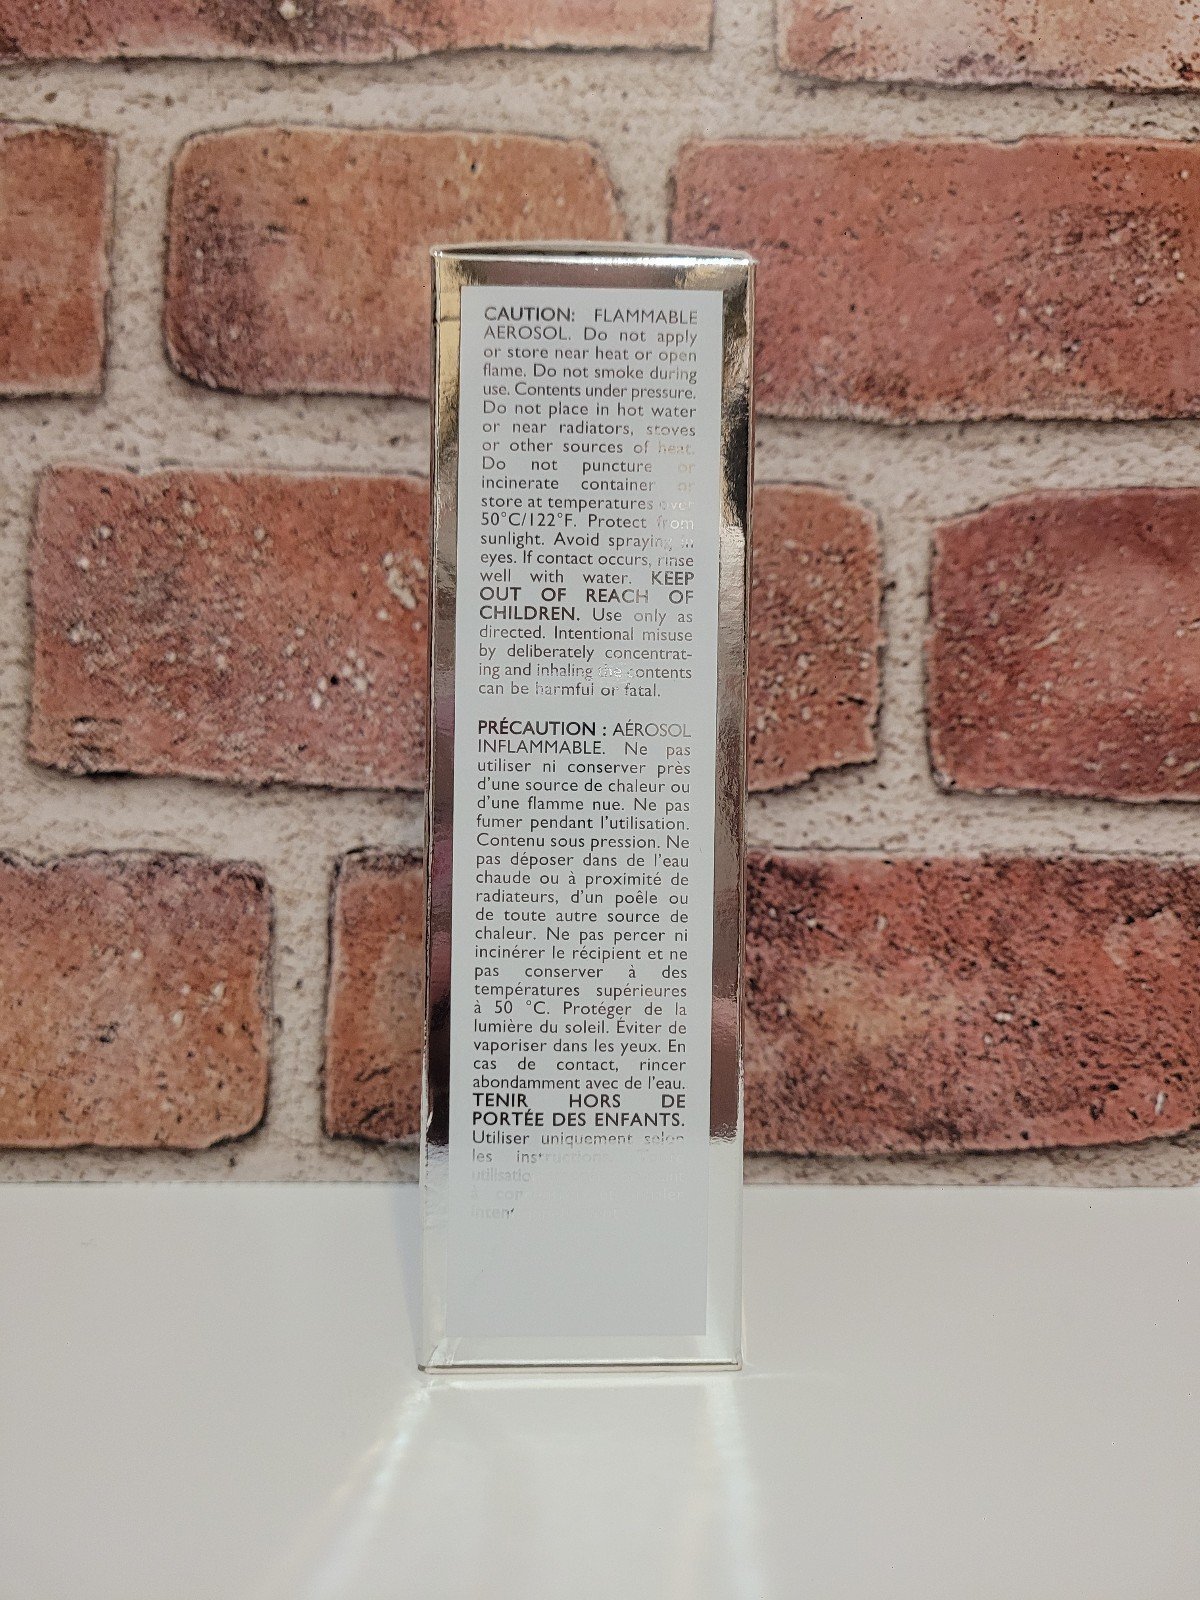 CAUTION: FLAMMABLE
AEROSOL. Do not apply
or store near heat or open
flame. Do not smoke during
use. Contents under pressure.
Do not place in hot water
or near radiators, stoves
or other sources of heat.
Do not puncture or
incinerate container or
store at temperatures over
50°C/122°F. Protect from
sunlight. Avoid spraying in
eyes. If contact occurs, rinse
well with water. KEEP
OUT OF REACH OF
CHILDREN. Use only as
directed. Intentional misuse
by deliberately concentrat-
ing and inhaling the contents
can be harmful or fatal.
PRÉCAUTION : AÉROSOL
INFLAMMABLE. Ne pas
utiliser ni conserver près
d'une source de chaleur ou
d'une flamme nue. Ne pas
fumer pendant l'utilisation.
Contenu sous pression. Ne
pas déposer dans de l'eau
chaude ou à proximité de
radiateurs, d'un poêle ou
de toute autre source de
chaleur. Ne pas percer ni
incinérer le récipient et ne
pas conserver à des
températures supérieures
à 50 °C. Protéger de la
lumière du soleil. Éviter de
vaporiser dans les yeux. En
cas de contact, rincer
abondamment avec de l'eau.
TENIR HORS DE
PORTÉE DES ENFANTS.
Utiliser uniquement selon
les instructions.
à